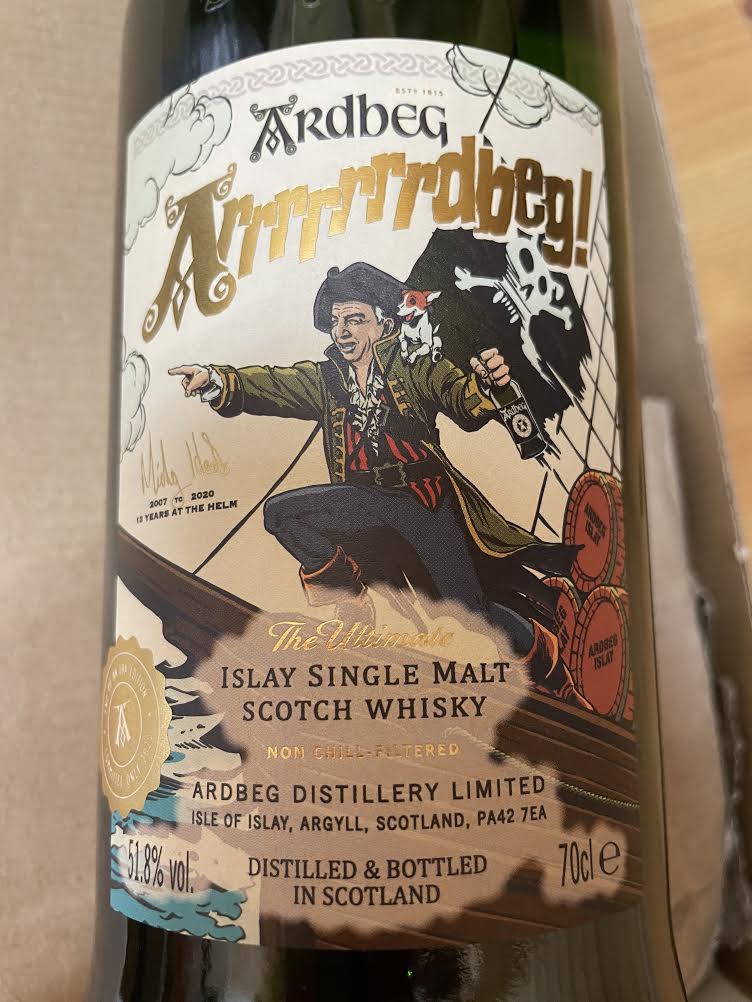 ESTD 1815
ARDBEG
Arrrrrrrdbeg!
ARDBEG
2007 TO 2020
13 YEARS AT THE HELM
ARDBEG
ISLAY
ISLAY
ARDBEG
ISLAY
The Ultimate
ISLAY SINGLE MALT
SCOTCH WHISKY
NON CHILL-FILTERED
ARDBEG DISTILLERY LIMITED
ISLE OF ISLAY, ARGYLL, SCOTLAND, PA42 7EA
51.8% vol.
DISTILLED & BOTTLED
IN SCOTLAND
70cl e